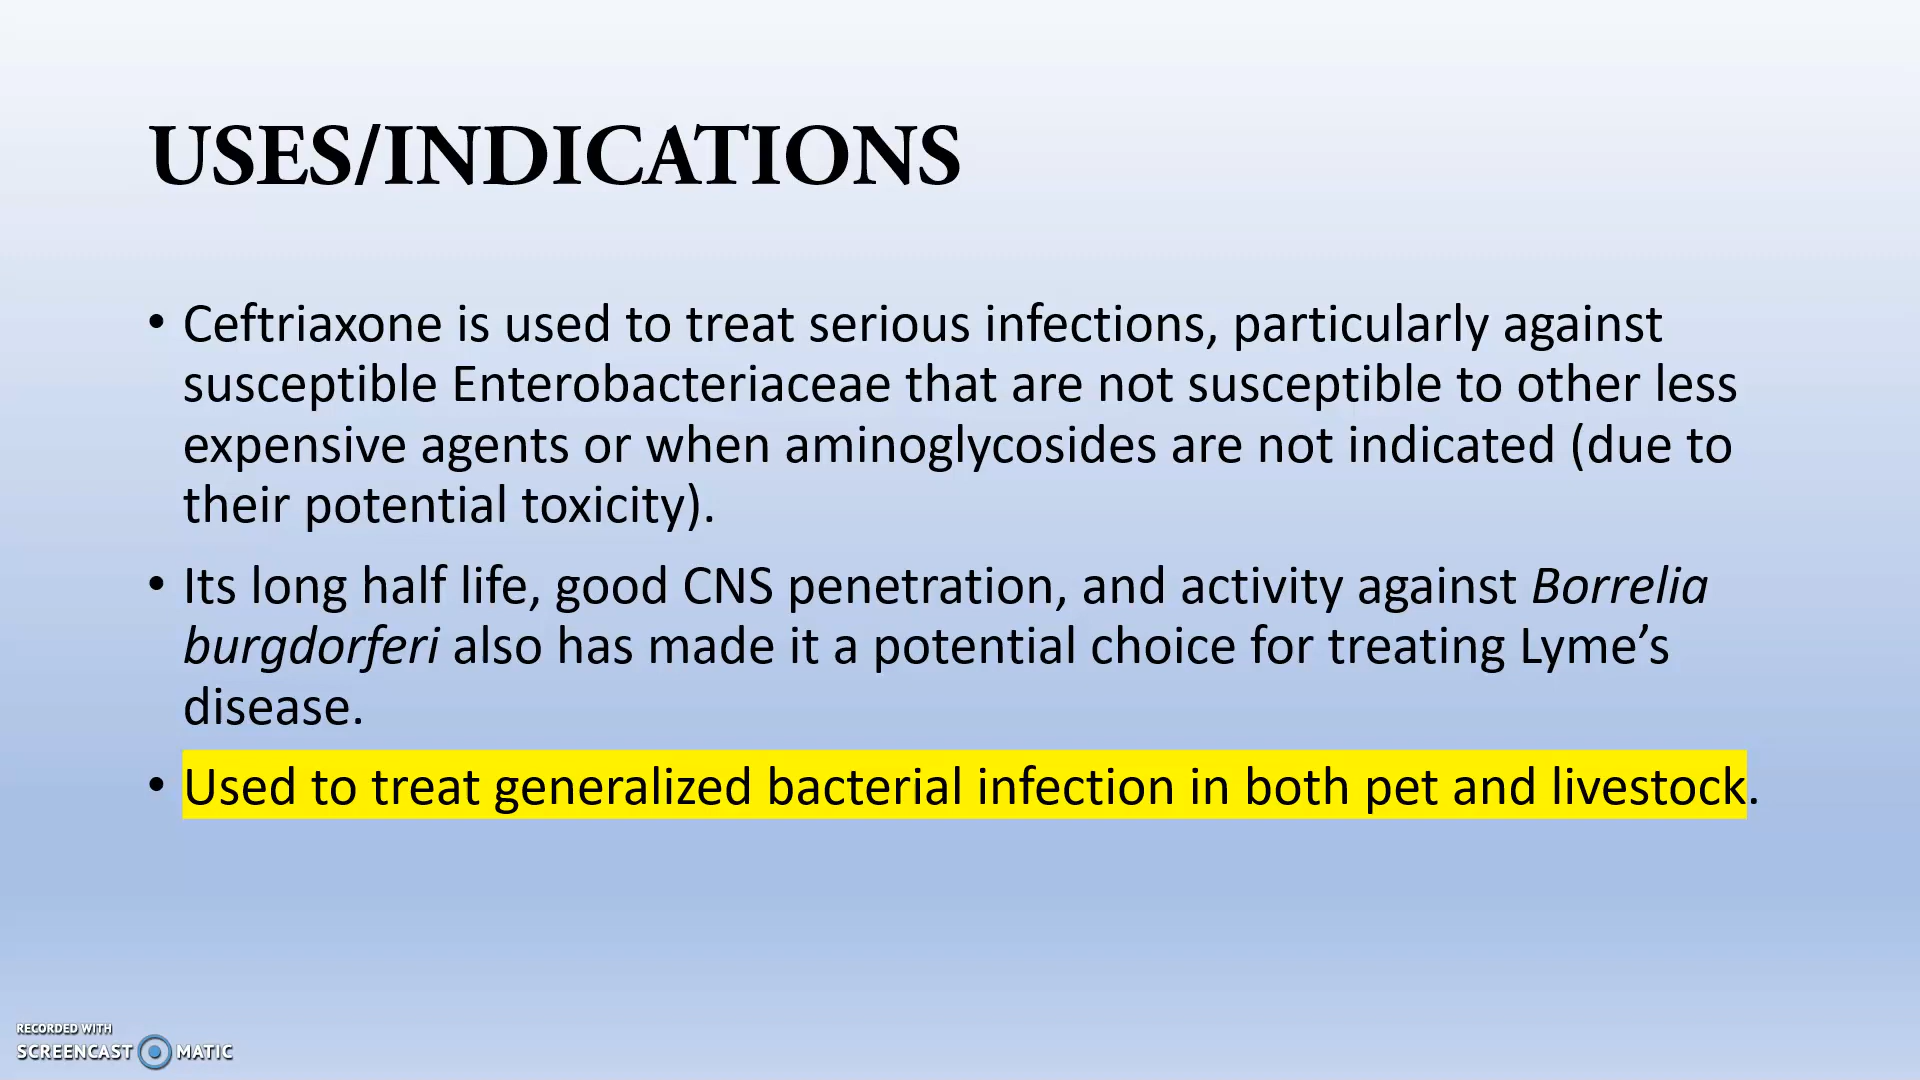 USES/INDICATIONS
• Ceftriaxone is used to treat serious infections, particularly against
susceptible Enterobacteriaceae that are not susceptible to other less
expensive agents or when aminoglycosides are not indicated (due to
their potential toxicity).
• Its long half life, good CNS penetration, and activity against Borrelia
burgdorferi also has made it a potential choice for treating Lyme’s
disease.
• Used to treat generalized bacterial infection in both pet and livestock.
RECORDED WITH
SCREENCAST MATIC